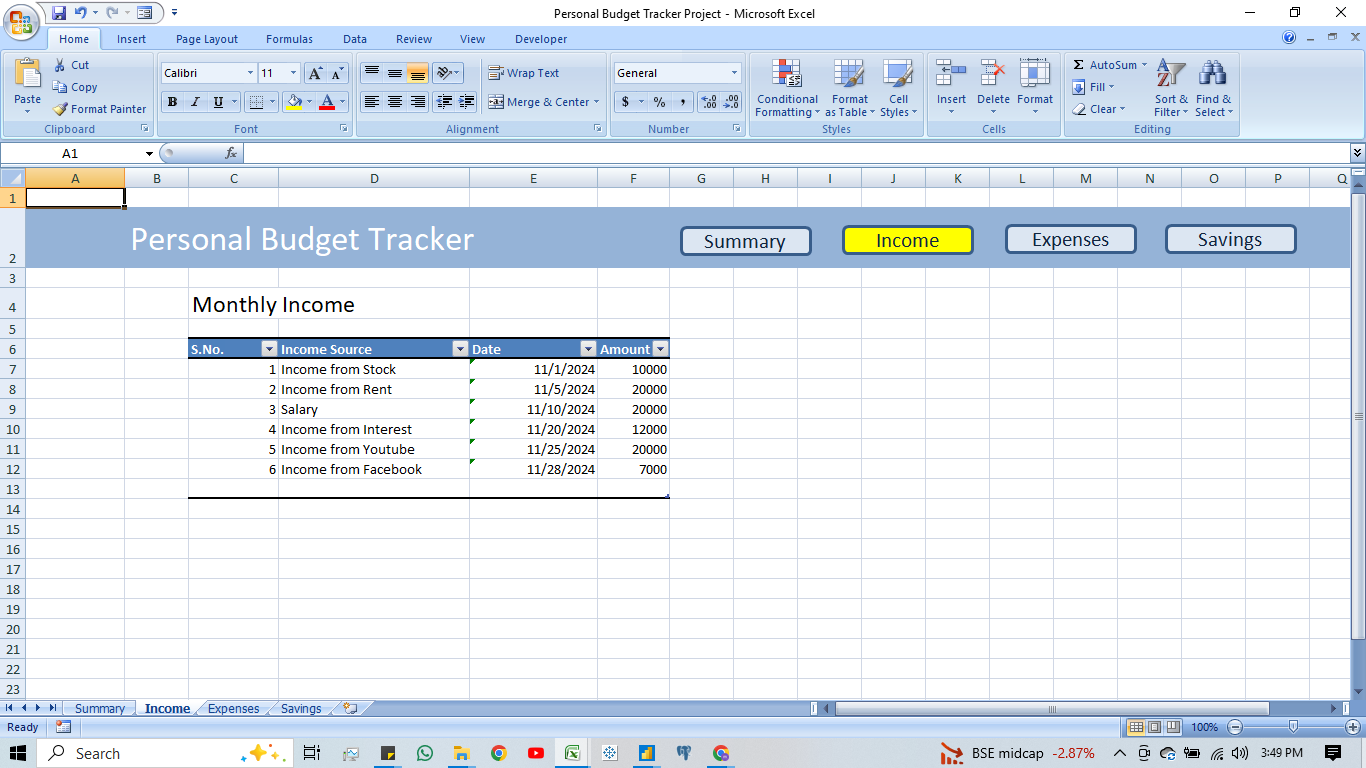 Personal Budget Tracker Project - Microsoft Excel
Home Insert Page Layout Formulas Data Review View Developer
Paste Cut Copy Format Painter Clipboard
Calibri 11 B I U Font
Wrap Text Merge & Center Alignment
General $ % , Number
Conditional Formatting Format as Table Cell Styles Styles
Insert Delete Format Cells
Σ AutoSum Fill Clear Sort & Filter Find & Select Editing
A1 fx
A B C D E F G H I J K L M N O P Q
1
2 Personal Budget Tracker Summary Income Expenses Savings
3
4 Monthly Income
5
6 S.No. Income Source Date Amount
7 1 Income from Stock 11/1/2024 10000
8 2 Income from Rent 11/5/2024 20000
9 3 Salary 11/10/2024 20000
10 4 Income from Interest 11/20/2024 12000
11 5 Income from Youtube 11/25/2024 20000
12 6 Income from Facebook 11/28/2024 7000
13
14
15
16
17
18
19
20
21
22
23
Summary Income Expenses Savings
Ready 100%
Search BSE midcap -2.87% 3:49 PM